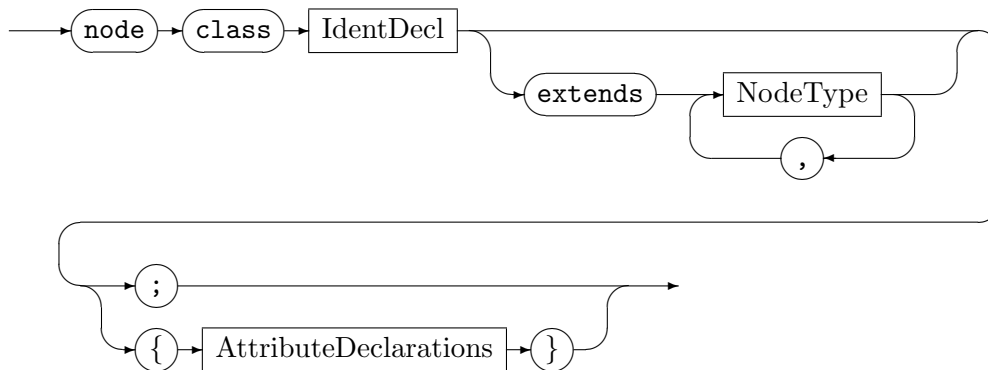 node class IdentDecl
extends NodeType
,
;
{ AttributeDeclarations }